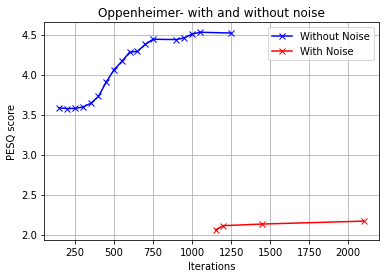 Oppenheimer- with and without noise
Without Noise
With Noise
PESQ score
4.5
4.0
3.5
3.0
2.5
2.0
250 500 750 1000 1250 1500 1750 2000
Iterations